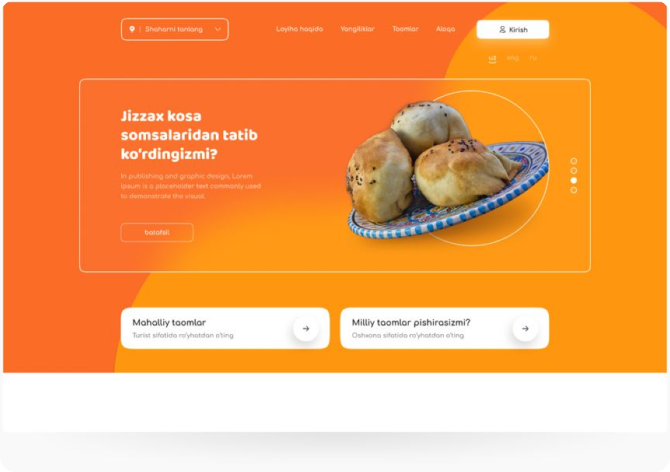 Shaharni tanlang
Loyiha haqida
Yangiliklar
Taomlar
Aloqa
Kirish
uz
eng
ru
Jizzax kosa
somsalaridan tatib
ko'rdingizmi?
In publishing and graphic design, Lorem
ipsum is a placeholder text commonly used
to demonstrate the visual.
batafsil
Mahalliy taomlar
Turist sifatida ro'yhatdan o'ting
Milliy taomlar pishirasizmi?
Oshxona sifatida ro'yhatdan o'ting